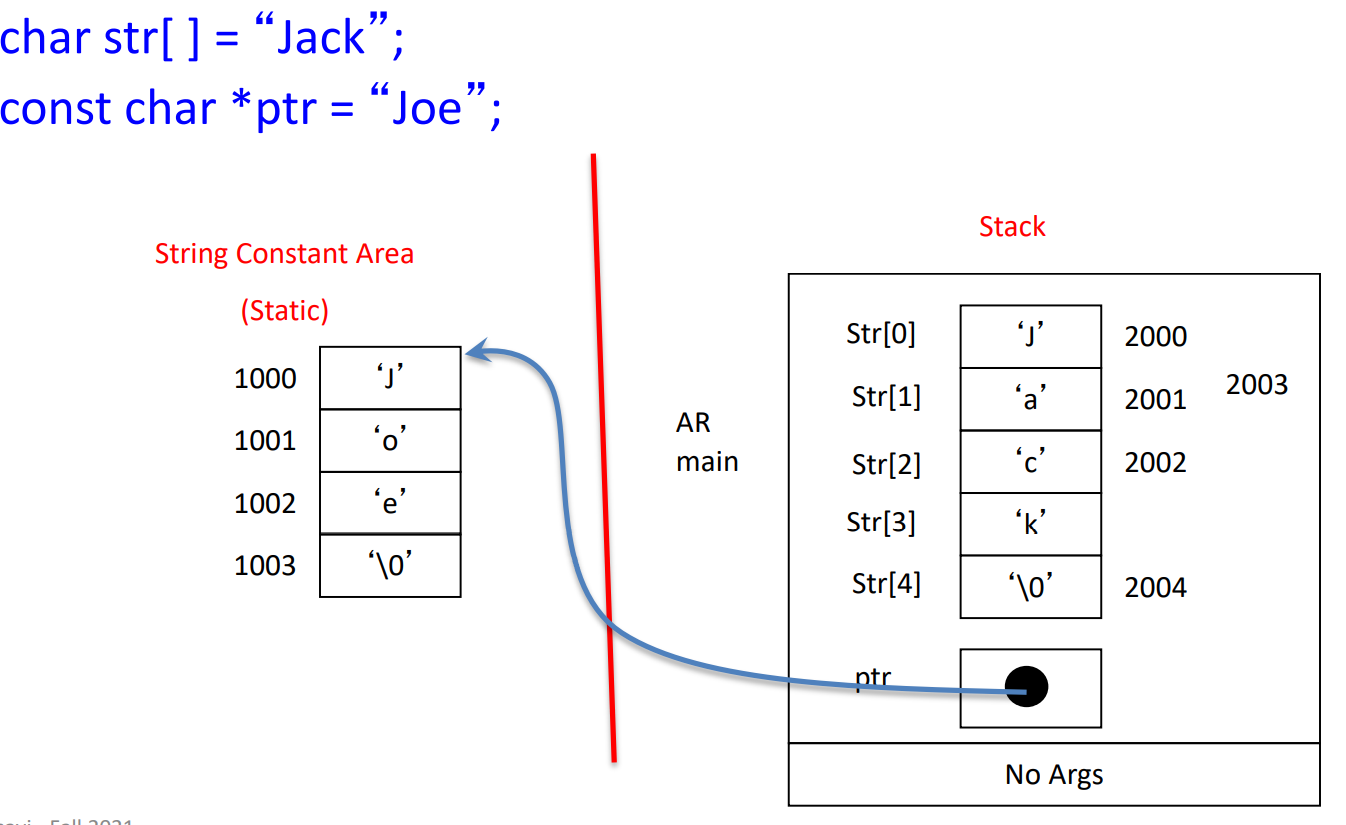 char str[ ] = “Jack”;
const char *ptr = “Joe”;
String Constant Area
(Static)
1000 ‘J’
1001 ‘o’
1002 ‘e’
1003 ‘\0’
AR
main
Stack
Str[0] ‘J’ 2000
Str[1] ‘a’ 2001
2003
Str[2] ‘c’ 2002
Str[3] ‘k’
Str[4] ‘\0’ 2004
ptr
No Args
Fall 2021